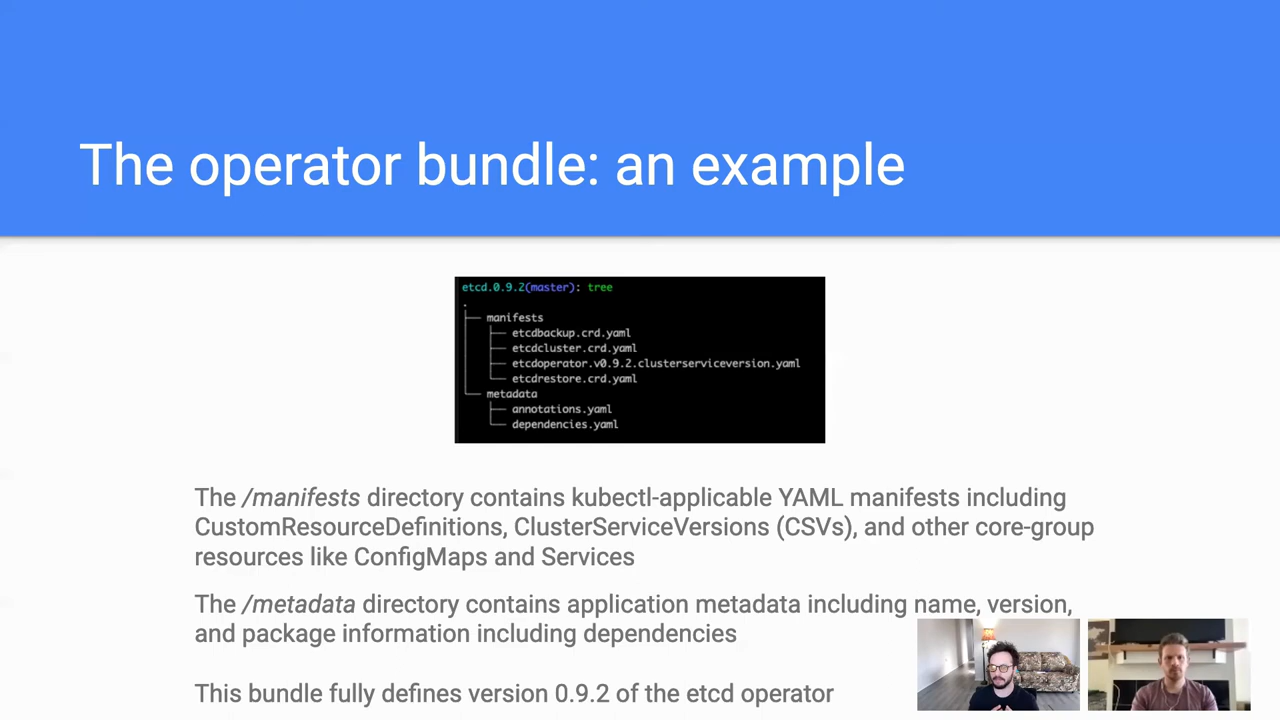 The operator bundle: an example
etcd.0.9.2(master): tree
.
├── manifests
│   ├── etcdbackup.crd.yaml
│   ├── etcdcluster.crd.yaml
│   ├── etcdoperator.v0.9.2.clusterserviceversion.yaml
│   └── etcdrestore.crd.yaml
└── metadata
    ├── annotations.yaml
    └── dependencies.yaml
The /manifests directory contains kubectl-applicable YAML manifests including
CustomResourceDefinitions, ClusterServiceVersions (CSVs), and other core-group
resources like ConfigMaps and Services
The /metadata directory contains application metadata including name, version,
and package information including dependencies
This bundle fully defines version 0.9.2 of the etcd operator